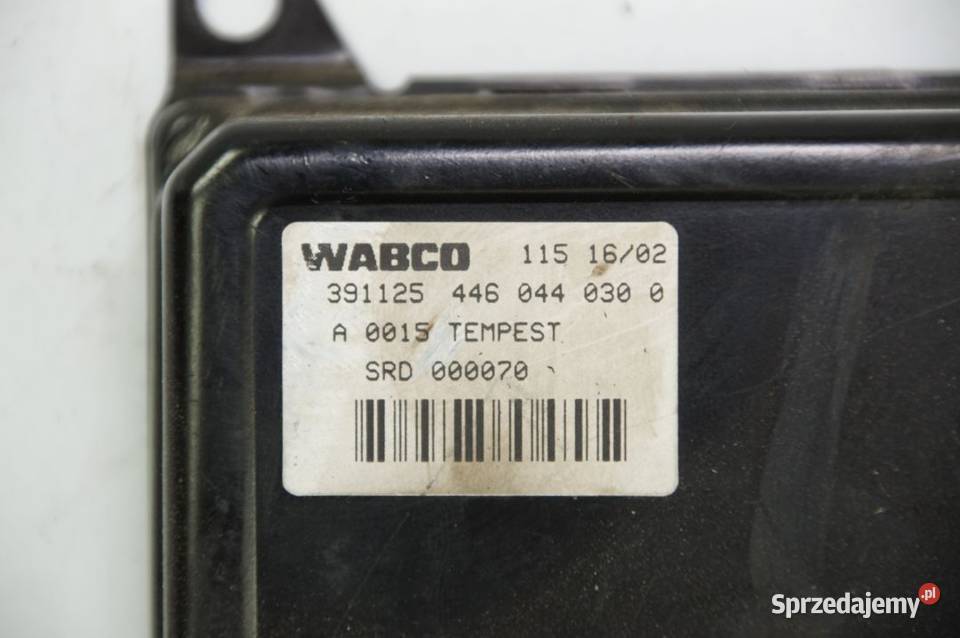 WABCO 115 16/02
391125 446 044 030 0
A 0015 TEMPEST
SRD 000070
Sprzedajemy.pl